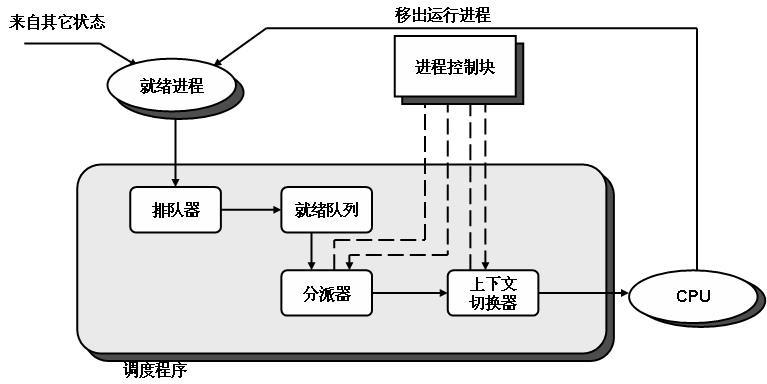 来自其它状态
移出运行进程
就绪进程
进程控制块
排队器
就绪队列
分派器
上下文
切换器
CPU
调度程序